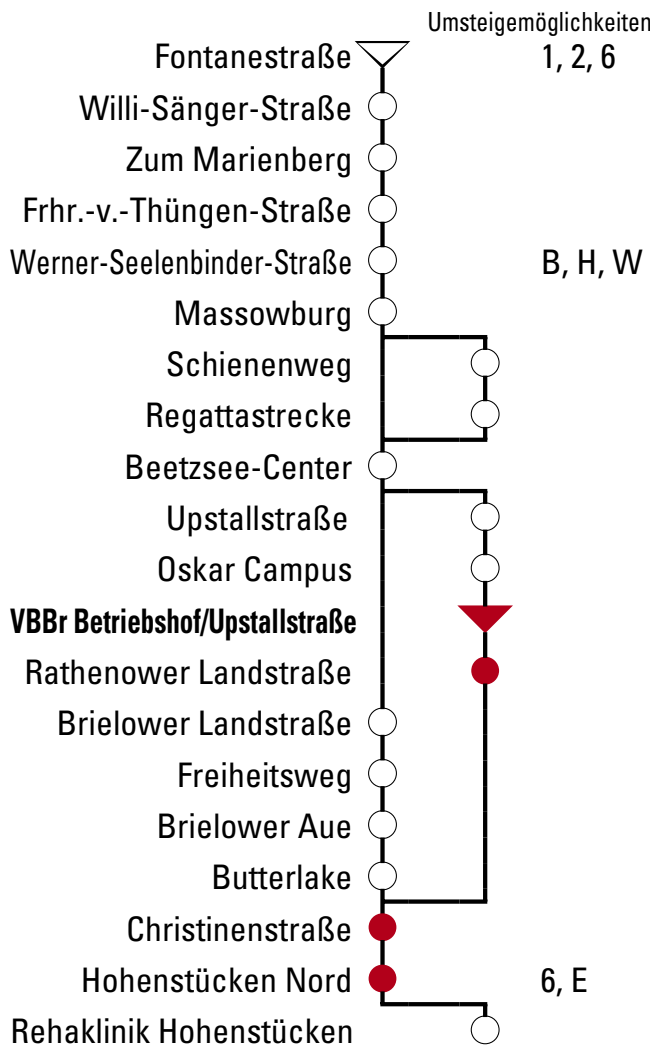 Umsteigemöglichkeiten
Fontanestraße 1, 2, 6
Willi-Sänger-Straße
Zum Marienberg
Frhr.-v.-Thüngen-Straße
Werner-Seelenbinder-Straße B, H, W
Massowburg
Schienenweg
Regattastrecke
Beetzsee-Center
Upstallstraße
Oskar Campus
VBBr Betriebshof/Upstallstraße
Rathenower Landstraße
Brielower Landstraße
Freiheitsweg
Brielower Aue
Butterlake
Christinenstraße
Hohenstücken Nord 6, E
Rehaklinik Hohenstücken